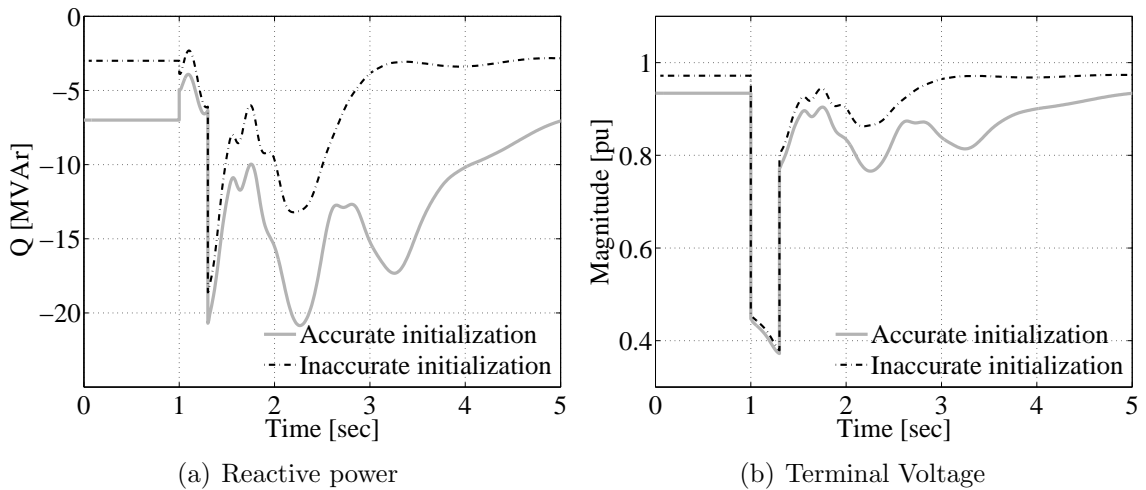 0
−5
−10
−15
−20
Q [MVAr]
Accurate initialization
Inaccurate initialization
0 1 2 3 4 5
Time [sec]
(a) Reactive power
1
0.8
0.6
0.4
Magnitude [pu]
Accurate initialization
Inaccurate initialization
0 1 2 3 4 5
Time [sec]
(b) Terminal Voltage